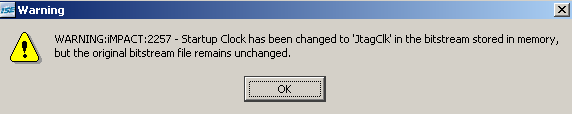 ISE Warning
WARNING:iMPACT:2257 - Startup Clock has been changed to 'JtagClk' in the bitstream stored in memory,
but the original bitstream file remains unchanged.
OK